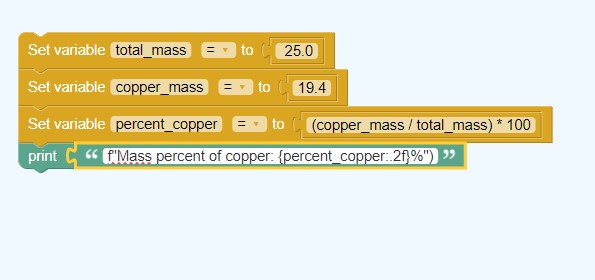 Set variable total_mass = to 25.0
Set variable copper_mass = to 19.4
Set variable percent_copper = to (copper_mass / total_mass) * 100
print “ f"Mass percent of copper: {percent_copper:.2f}%") ”